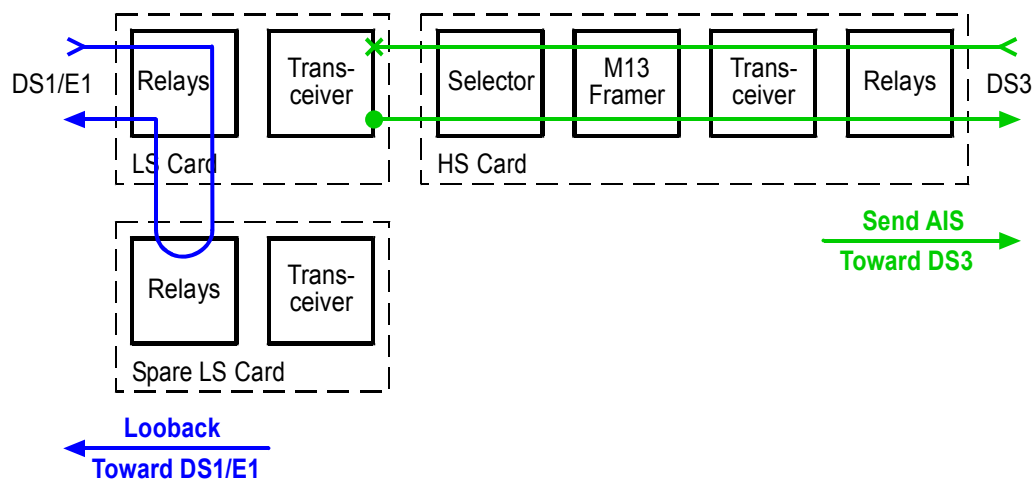 DS1/E1
Relays
Trans-
ceiver
LS Card
Selector
M13
Framer
Trans-
ceiver
Relays
HS Card
DS3
Send AIS
Toward DS3
Relays
Trans-
ceiver
Spare LS Card
Looback
Toward DS1/E1